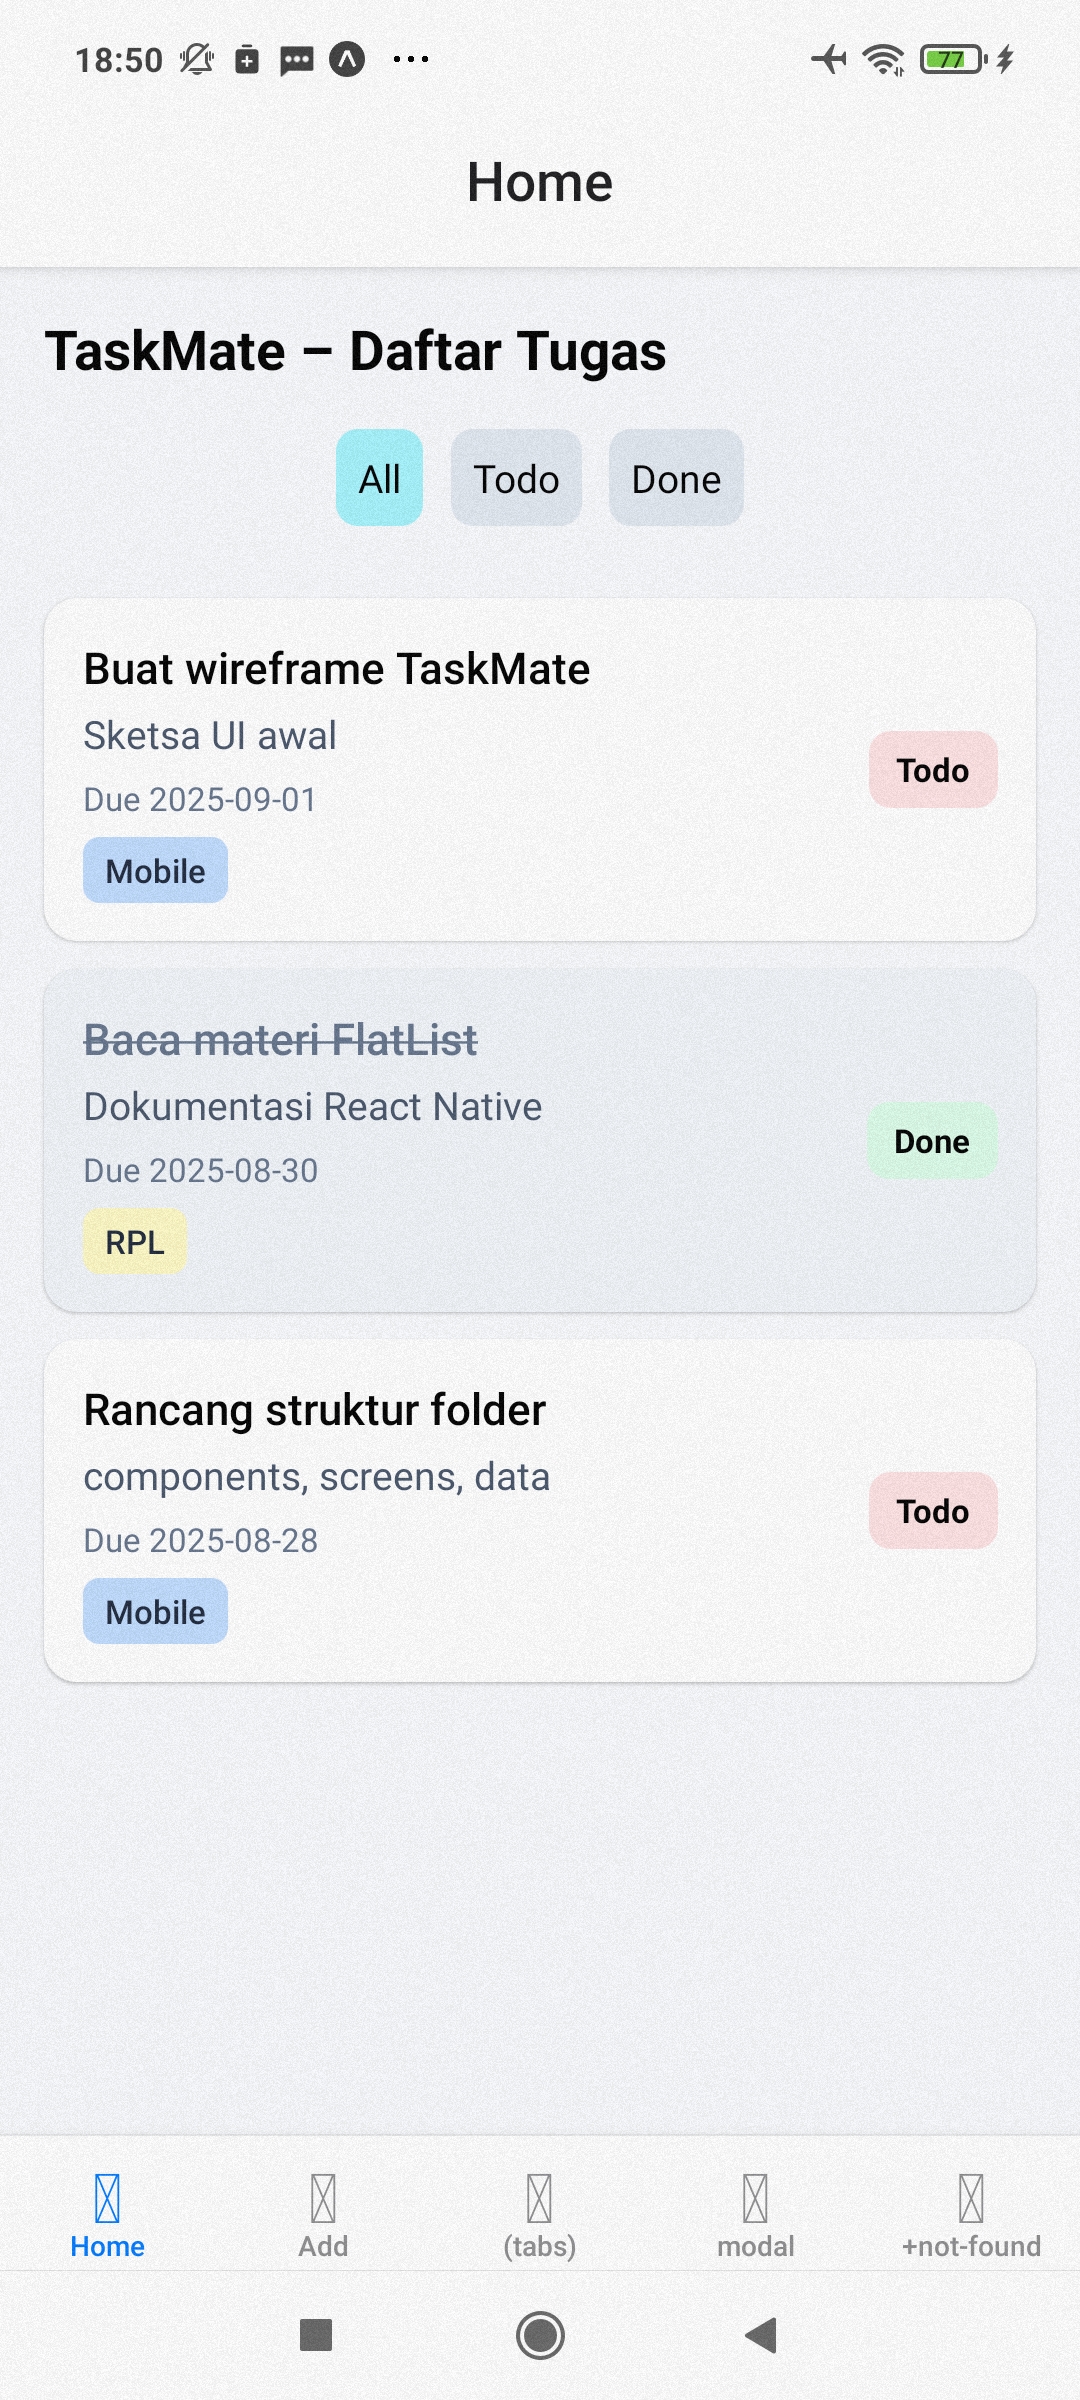 18:50
77
Home
TaskMate – Daftar Tugas
All Todo Done
Buat wireframe TaskMate
Sketsa UI awal
Due 2025-09-01
Todo
Mobile
Baca materi FlatList
Dokumentasi React Native
Due 2025-08-30
Done
RPL
Rancang struktur folder
components, screens, data
Due 2025-08-28
Todo
Mobile
Home Add (tabs) modal +not-found